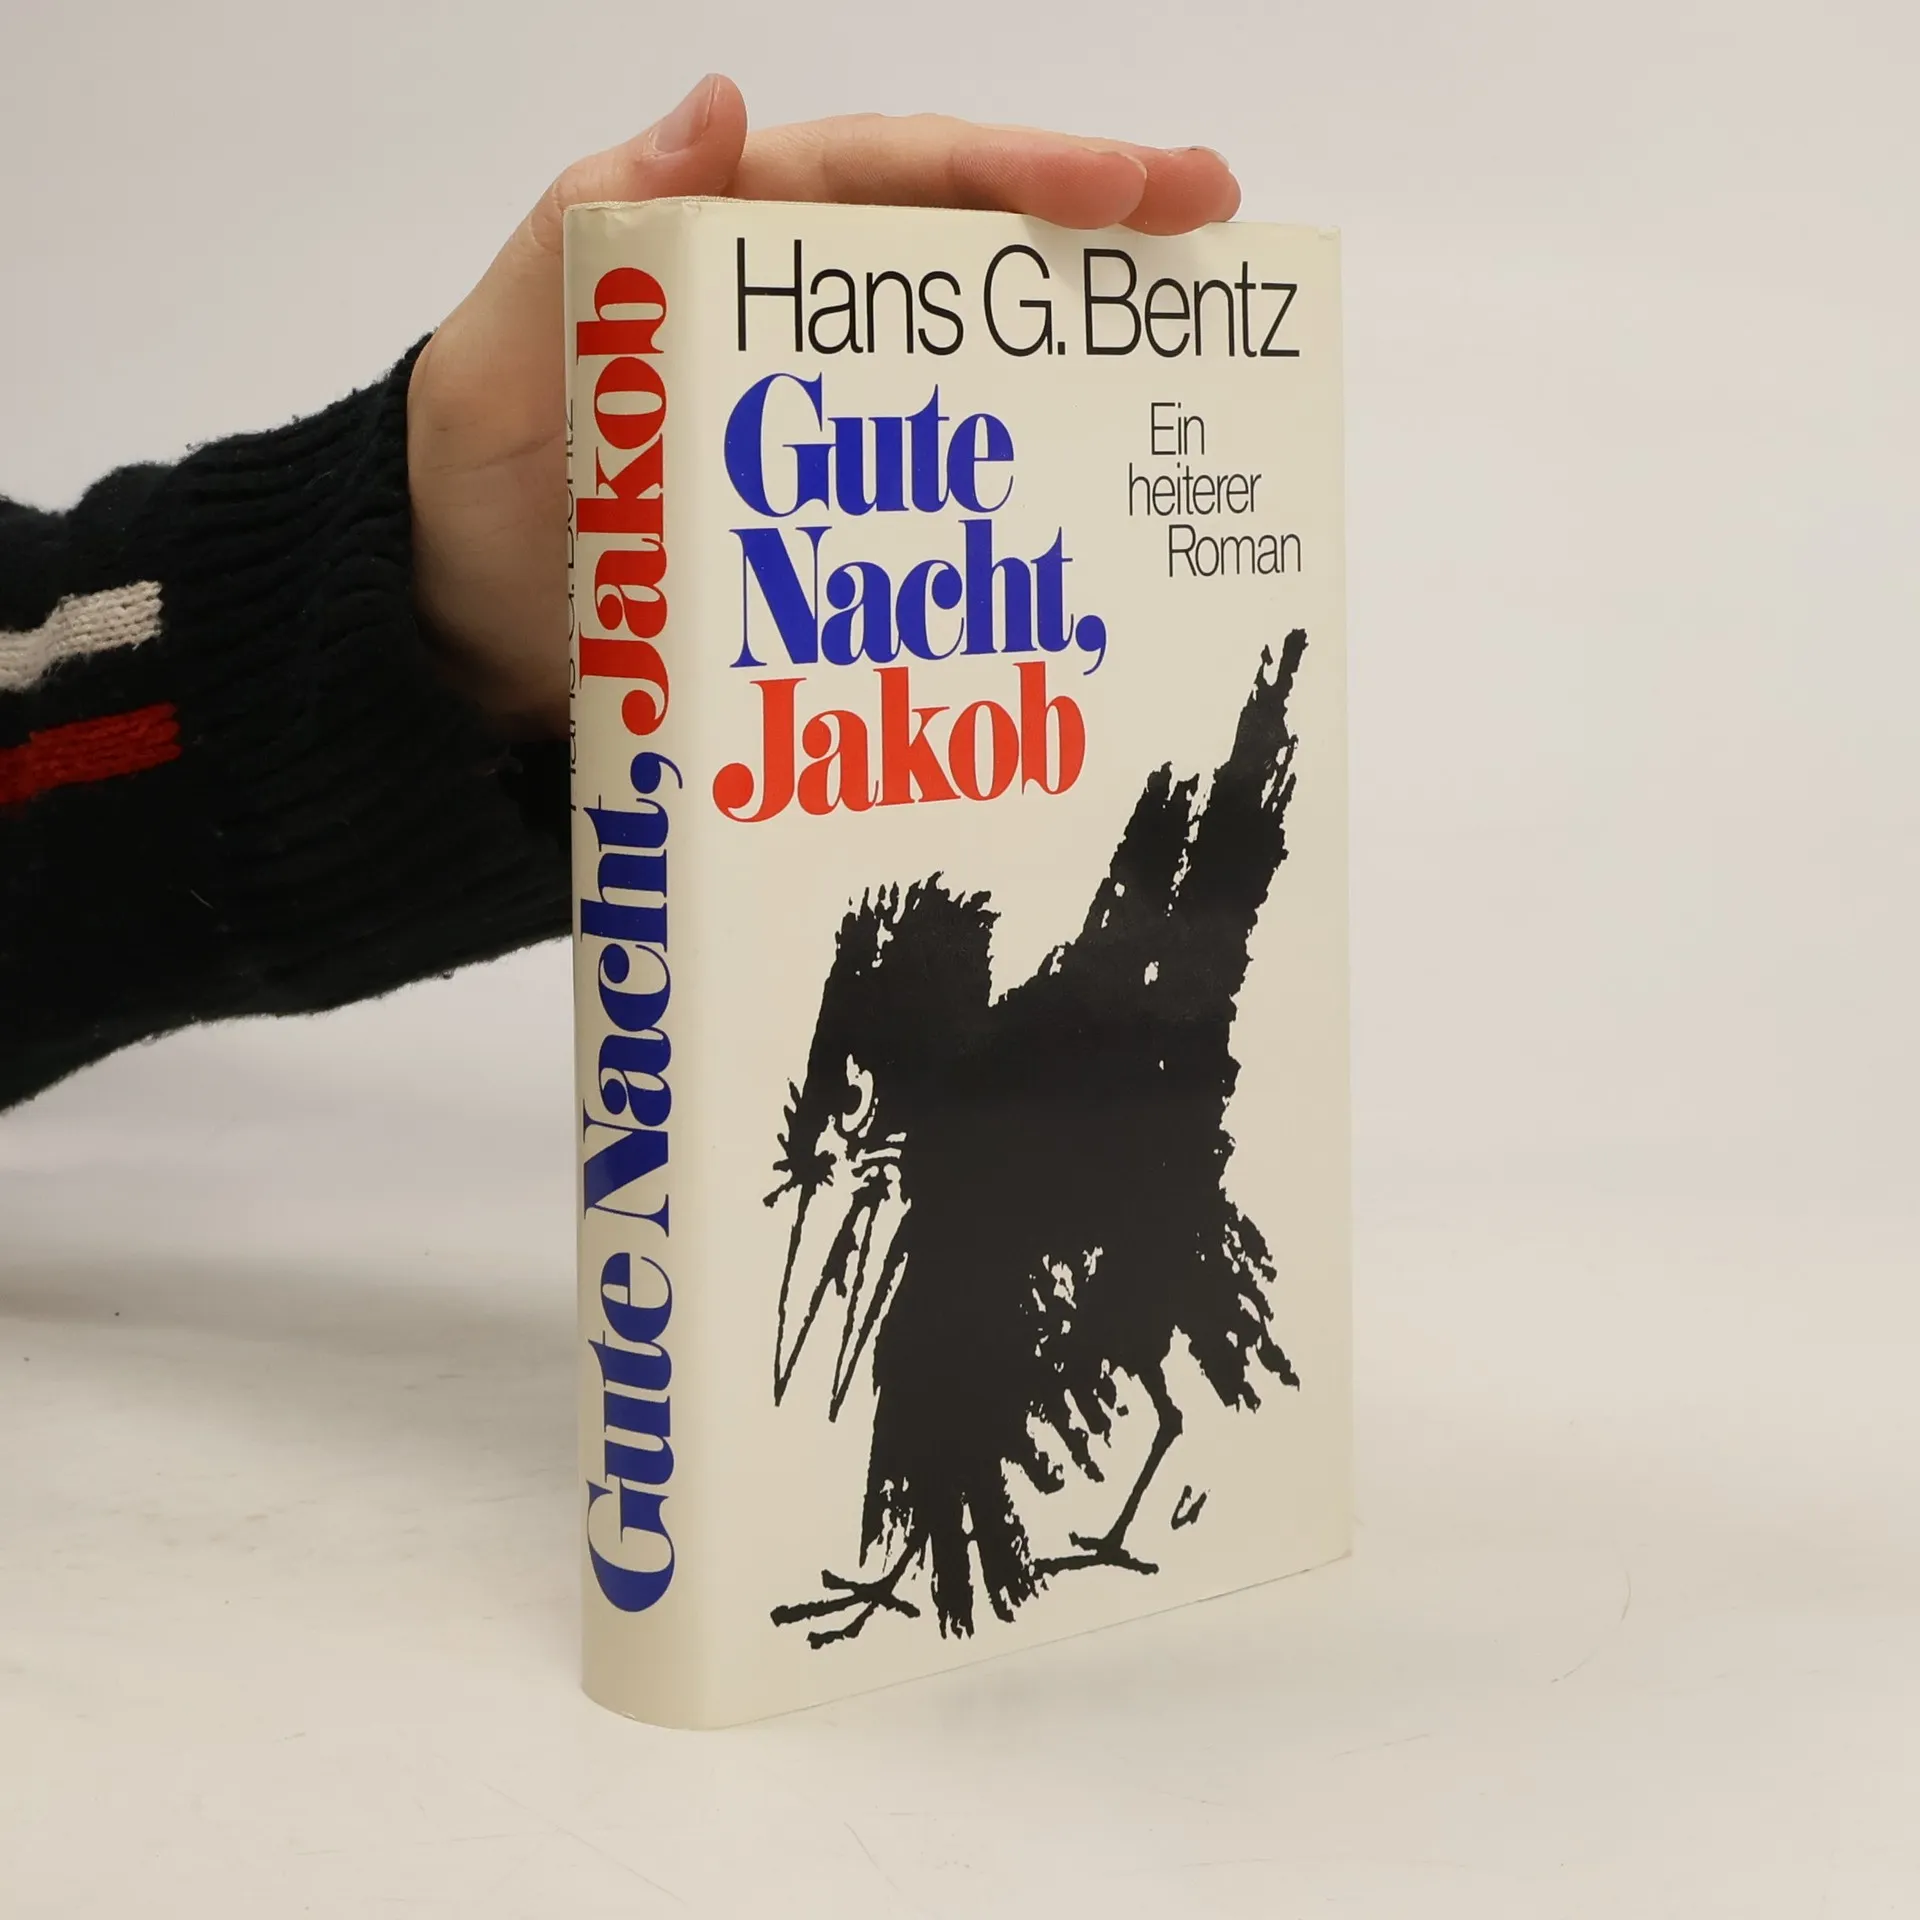 Hans G. Bentz
Gute
Nacht,
Jakob
Ein
heiterer
Roman
u
Gute Nacht, Jakob
Hans G. Bentz